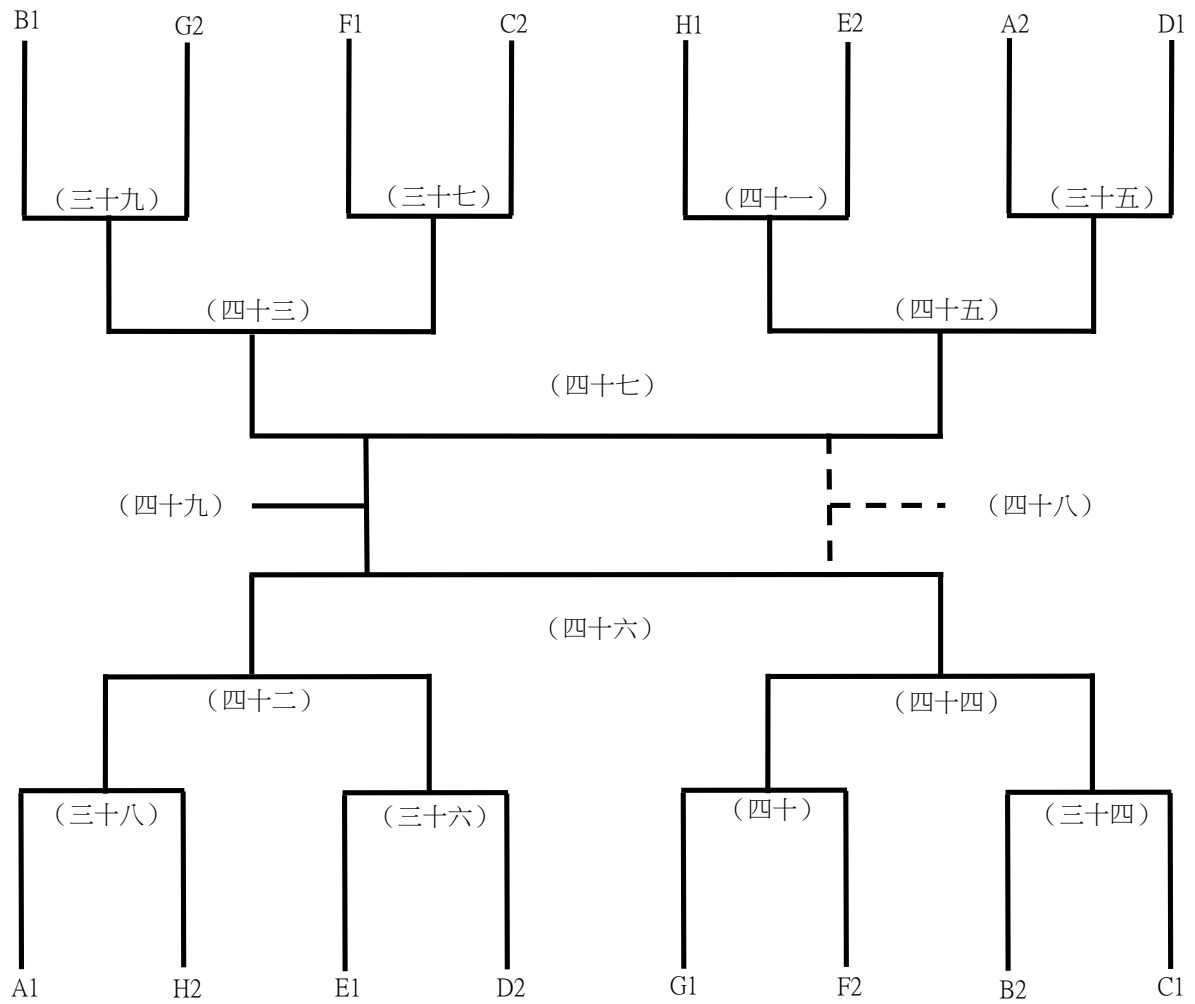 B1 G2 F1 C2 H1 E2 A2 D1
（三十九） （三十七） （四十一） （三十五）
（四十三） （四十五）
（四十七）
（四十九） （四十八）
（四十六）
（四十二） （四十四）
（三十八） （三十六） （四十） （三十四）
A1 H2 E1 D2 G1 F2 B2 C1